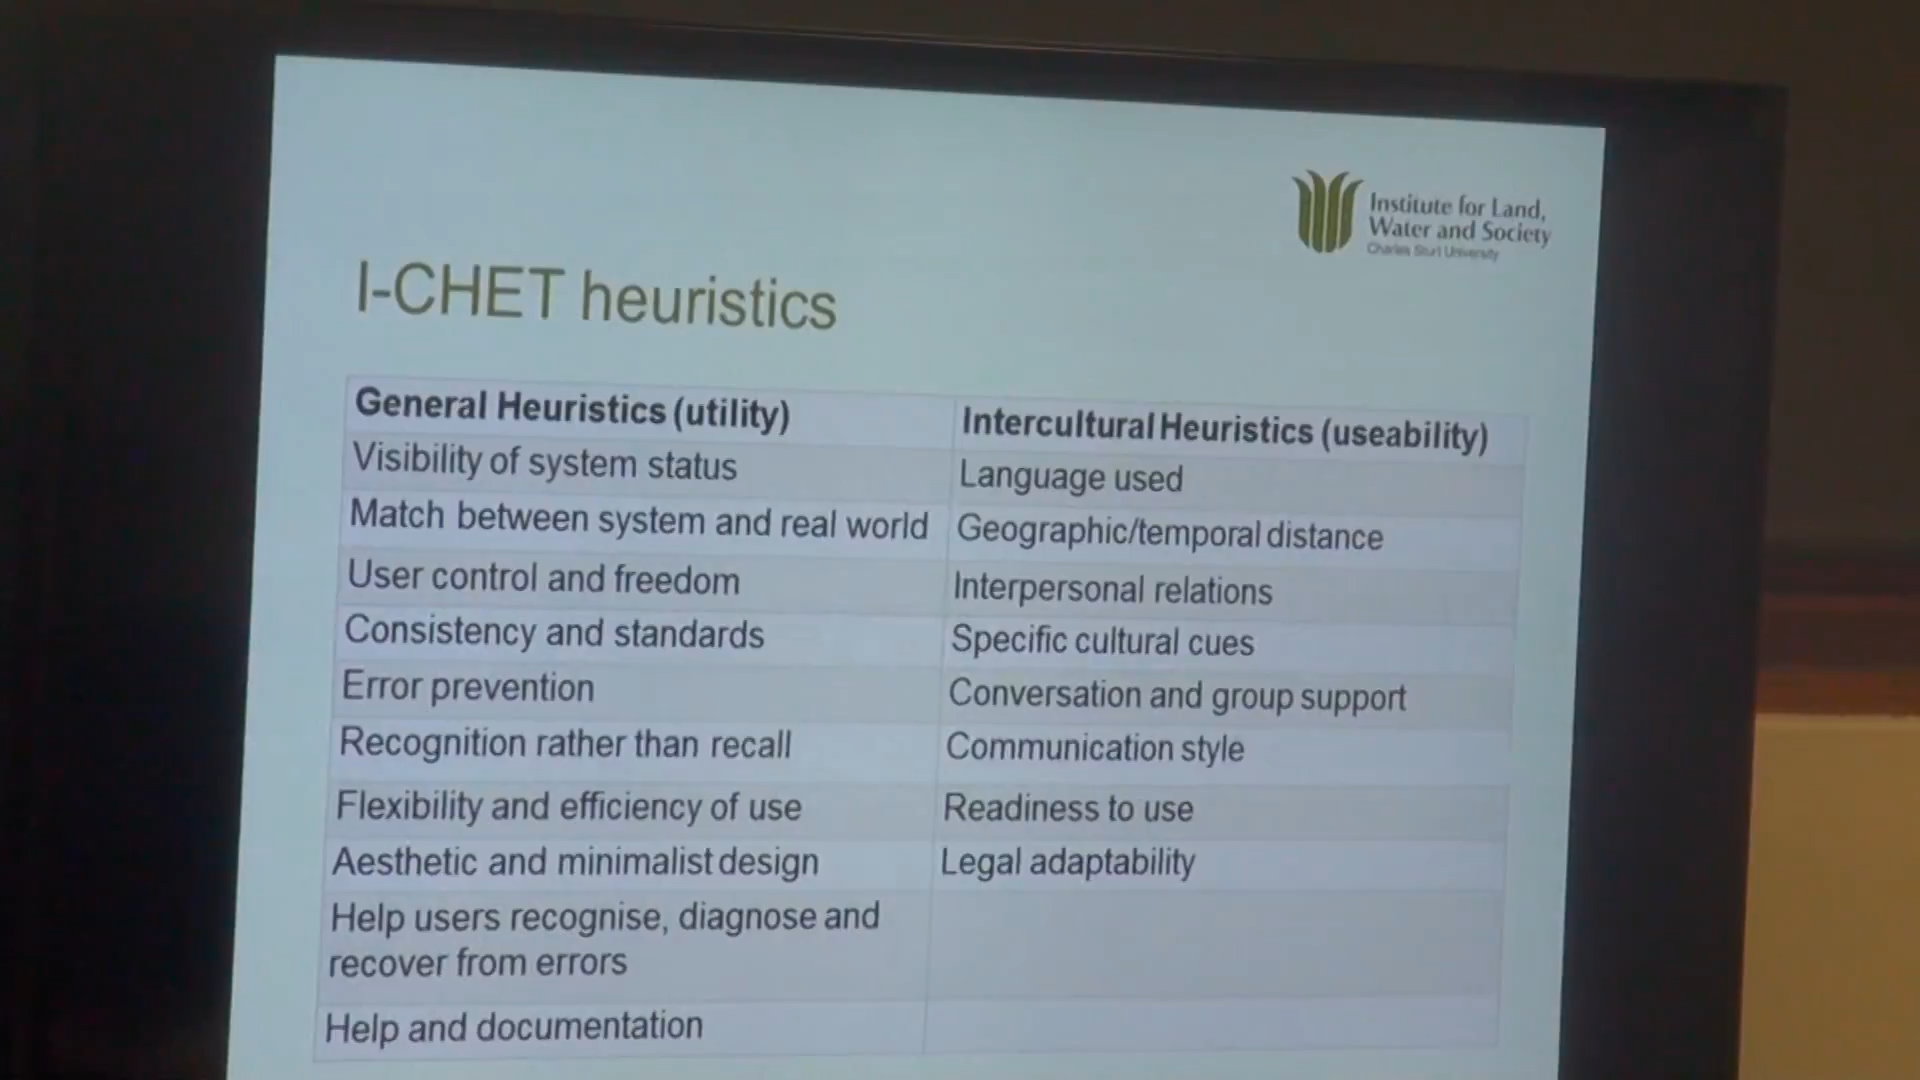 Institute for Land,
Water and Society
Charles Sturt University
I-CHET heuristics
General Heuristics (utility)
Intercultural Heuristics (useability)
Visibility of system status
Language used
Match between system and real world
Geographic/temporal distance
User control and freedom
Interpersonal relations
Consistency and standards
Specific cultural cues
Error prevention
Conversation and group support
Recognition rather than recall
Communication style
Flexibility and efficiency of use
Readiness to use
Aesthetic and minimalist design
Legal adaptability
Help users recognise, diagnose and
recover from errors
Help and documentation